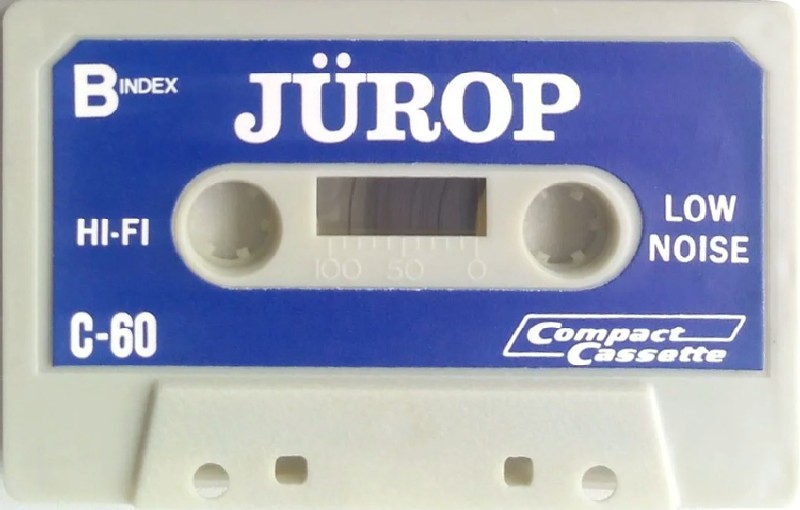 B INDEX
JÜROP
HI-FI
LOW
NOISE
100 50 0
C-60
Compact
Cassette